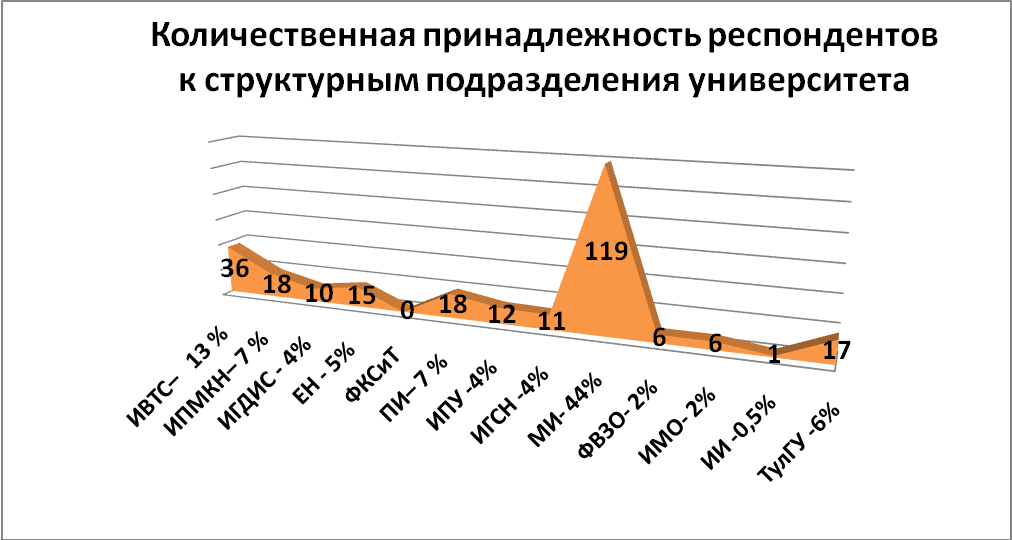 Количественная принадлежность респондентов
к структурным подразделения университета
36
18
10
15
0
18
12
11
119
6
6
1
17
ИВТС– 13 %
ИПМКН– 7 %
ИГДИС - 4%
ЕН - 5%
ФКСиТ
ПИ– 7 %
ИПУ -4%
ИГСН -4%
МИ- 44%
ФВЗО- 2%
ИМО- 2%
ИИ -0,5%
ТулГУ -6%